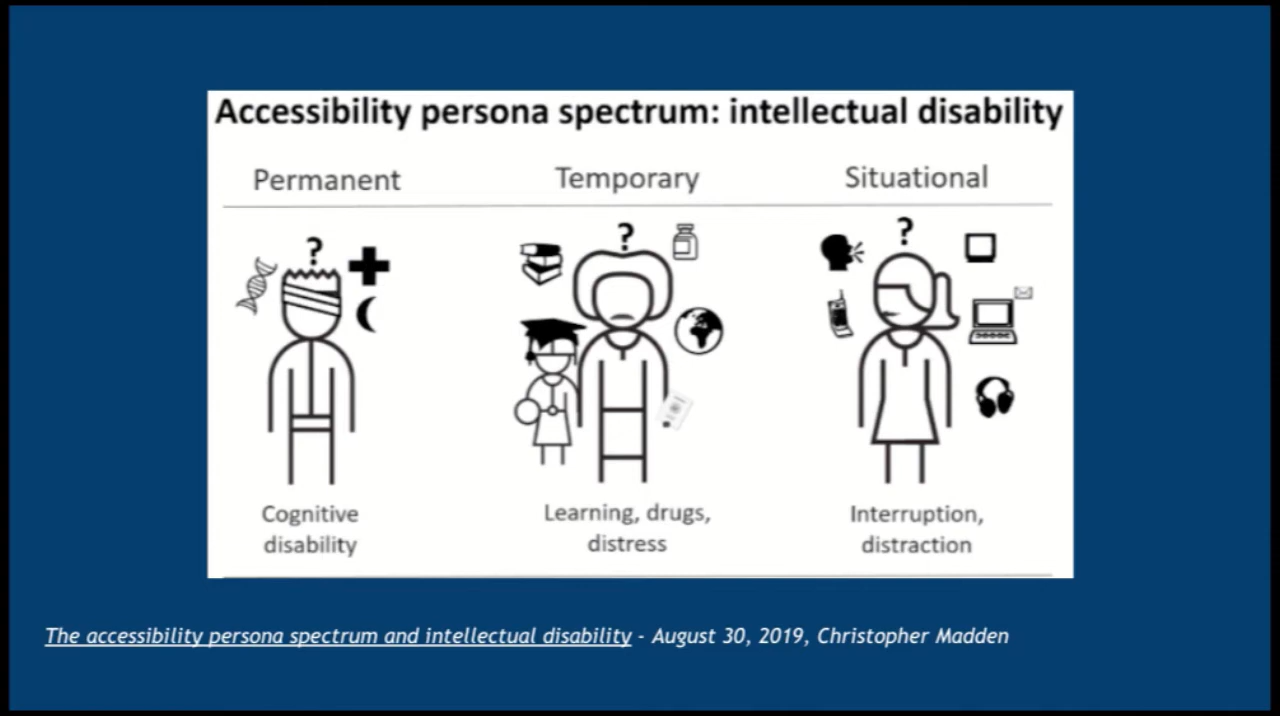 Accessibility persona spectrum: intellectual disability
Permanent
Temporary
Situational
?
?
?
Cognitive
disability
Learning, drugs,
distress
Interruption,
distraction
The accessibility persona spectrum and intellectual disability - August 30, 2019, Christopher Madden